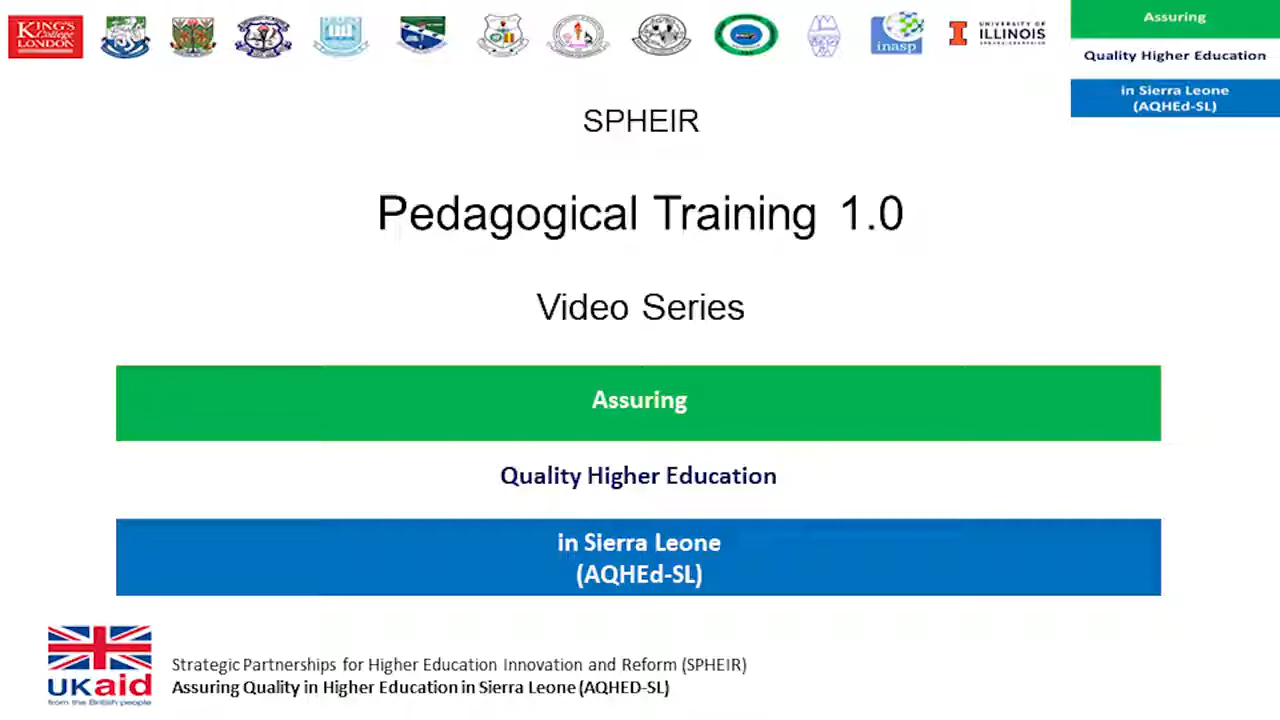 KING'S
College
LONDON
inasp
I
UNIVERSITY OF
ILLINOIS
Assuring
Quality Higher Education
in Sierra Leone
(AQHEd-SL)
SPHEIR
Pedagogical Training 1.0
Video Series
Assuring
Quality Higher Education
in Sierra Leone
(AQHEd-SL)
UKaid
from the British people
Strategic Partnerships for Higher Education Innovation and Reform (SPHEIR)
Assuring Quality in Higher Education in Sierra Leone (AQHED-SL)